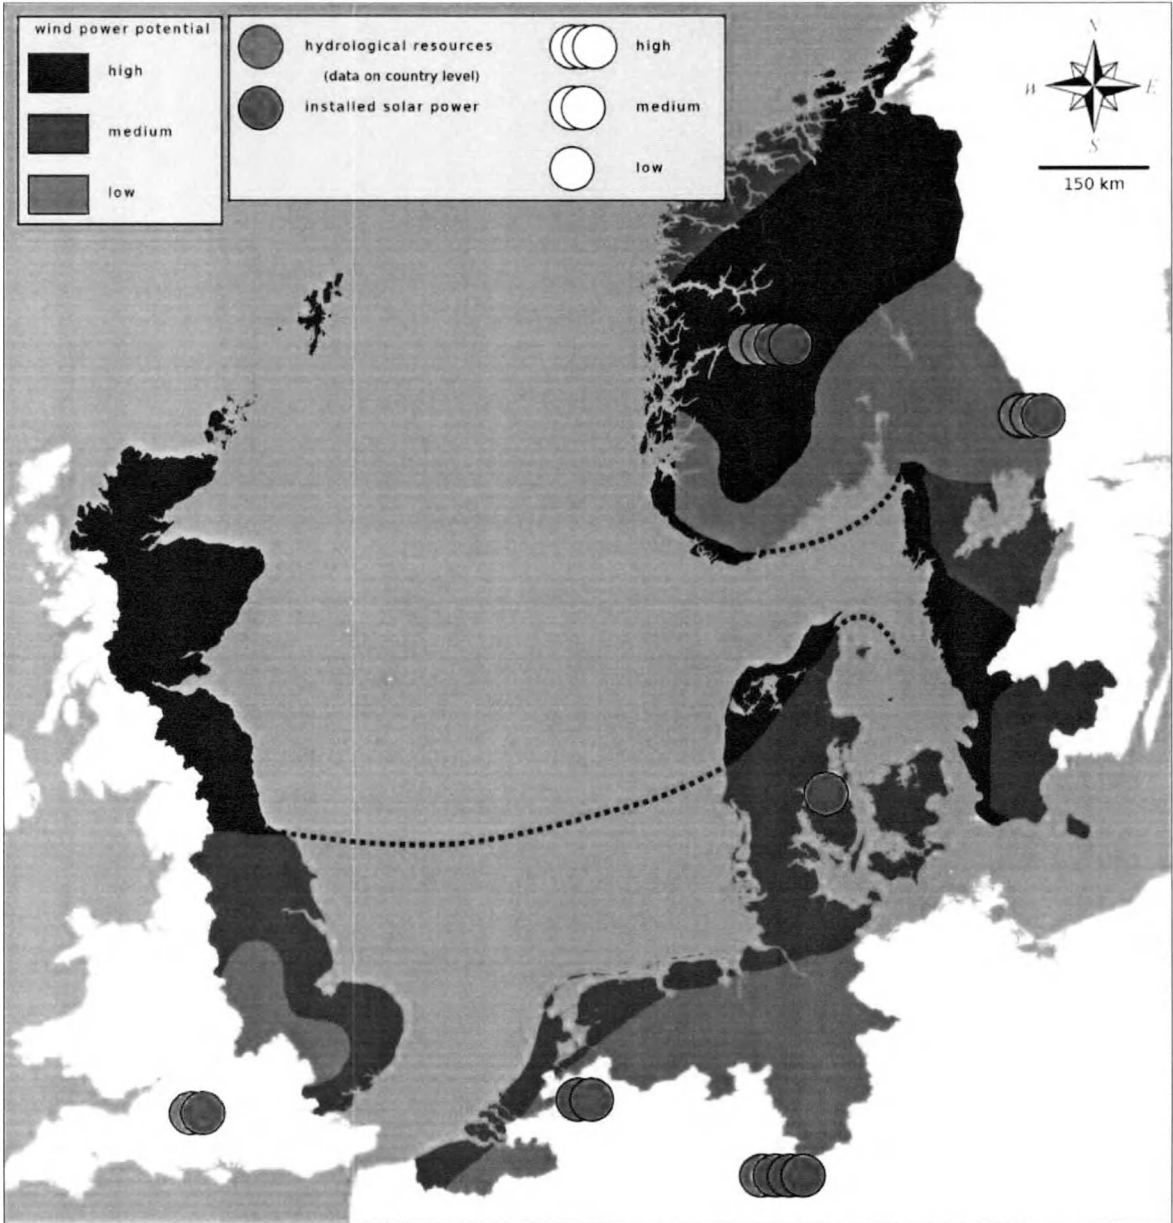 wind power potential
high
medium
low
hydrological resources
(data on country level)
installed solar power
high
medium
low
N
W E
S
150 km